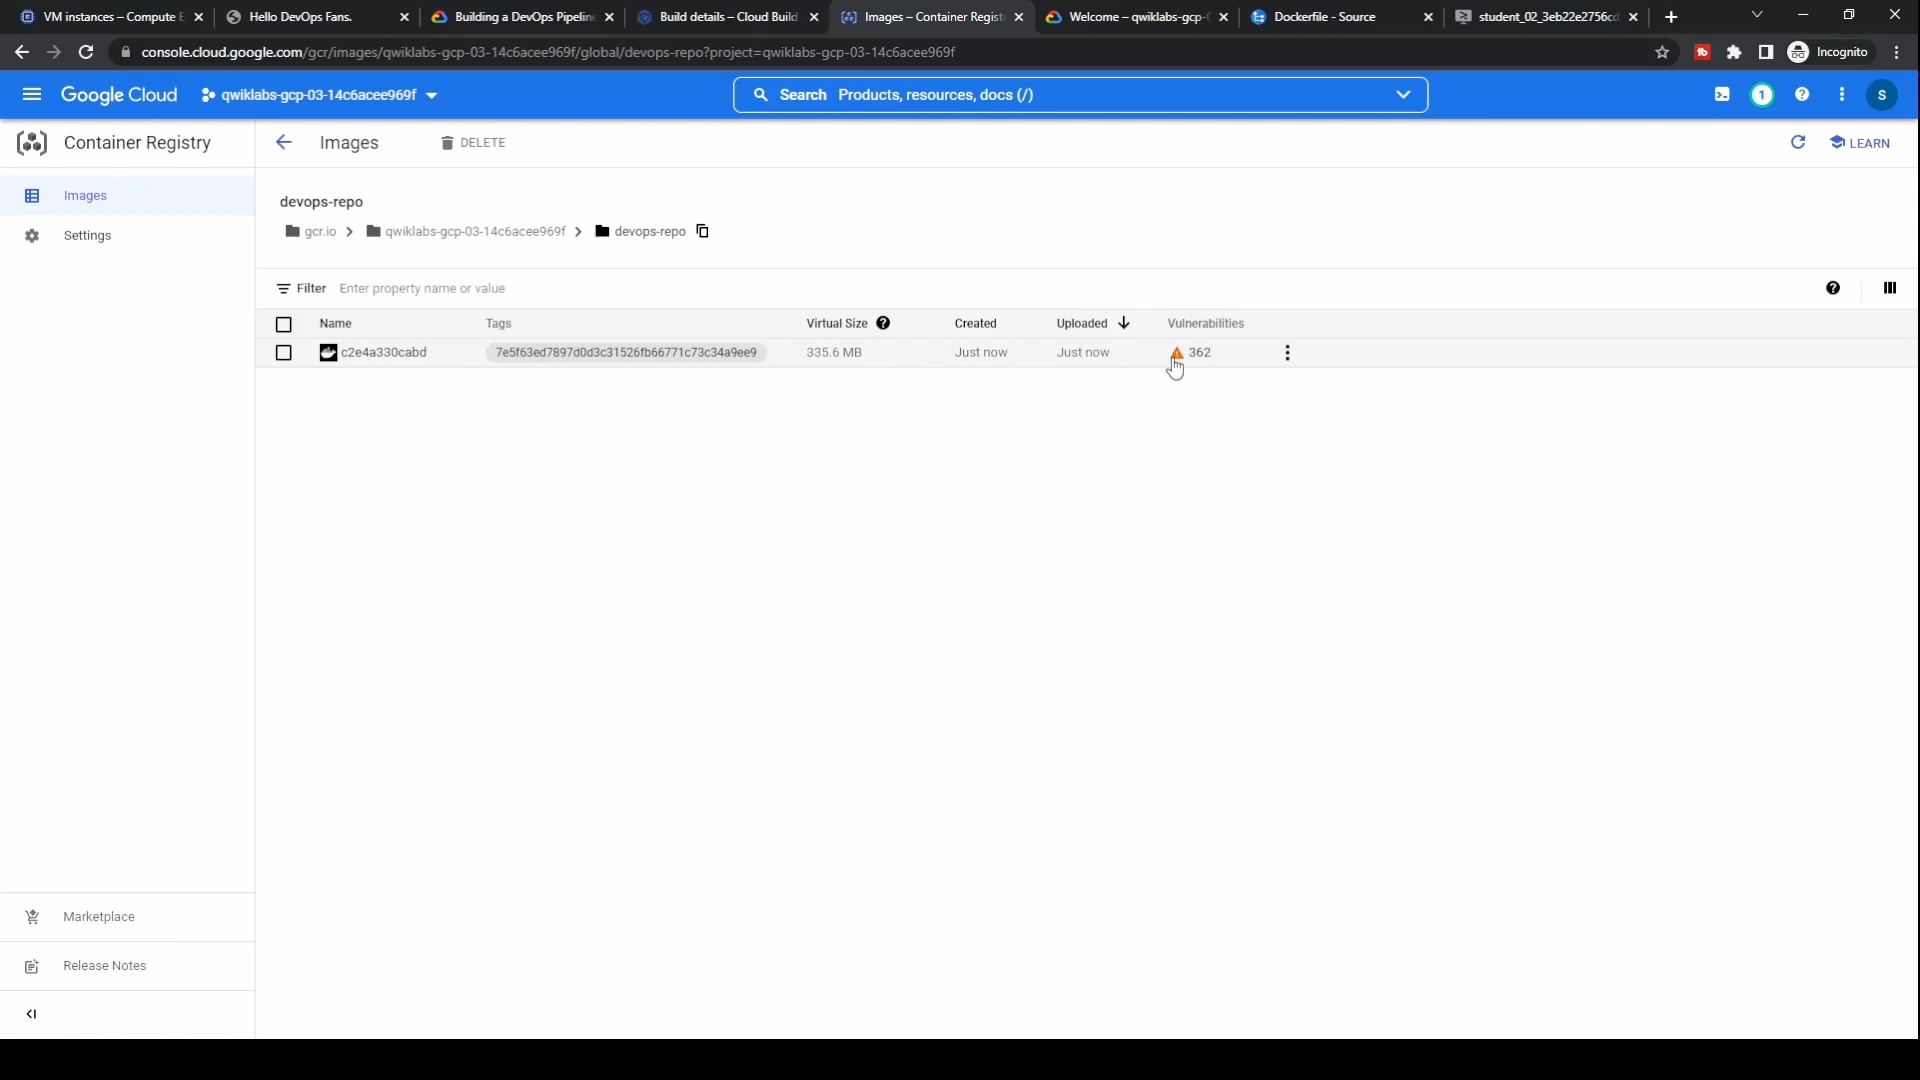 VM instances – Compute E
Hello DevOps Fans.
Building a DevOps Pipeline
Build details – Cloud Build
Images – Container Regist
Welcome – qwiklabs-gcp-0
Dockerfile - Source
student_02_3eb22e2756cd
console.cloud.google.com/gcr/images/qwiklabs-gcp-03-14c6acee969f/global/devops-repo?project=qwiklabs-gcp-03-14c6acee969f
Incognito
Google Cloud
qwiklabs-gcp-03-14c6acee969f
Search Products, resources, docs (/)
1
S
Container Registry
Images
DELETE
LEARN
Images
Settings
devops-repo
gcr.io
qwiklabs-gcp-03-14c6acee969f
devops-repo
Filter Enter property name or value
Name Tags Virtual Size Created Uploaded Vulnerabilities
c2e4a330cabd 7e5f63ed7897d0d3c31526fb66771c73c34a9ee9 335.6 MB Just now Just now 362
Marketplace
Release Notes